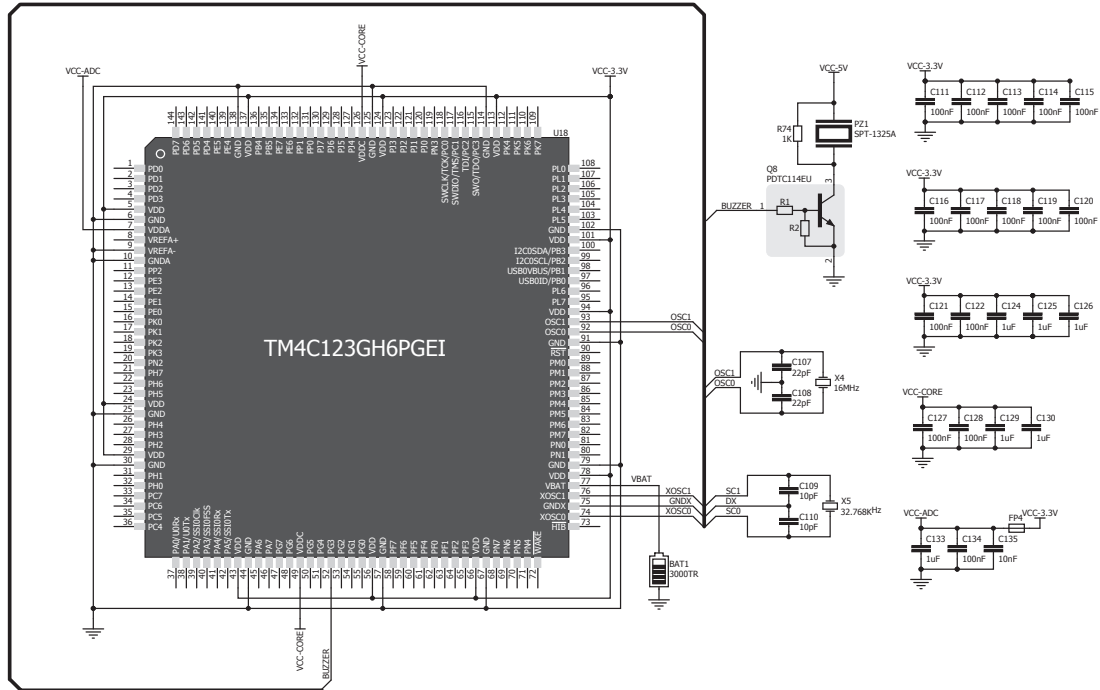 VCC-ADC
VCC-CORE
VCC-3.3V
144 143 142 141 140 139 138 137 136 135 134 133 132 131 130 129 128 127 126 125 124 123 122 121 120 119 118 117 116 115 114 113 112 111 110 109
PD7 PD6 PD5 PD4 PE5 PE4 GND VDD PB4 PB5 PE7 PE6 PP1 PP0 PJ7 PJ6 PJ5 PJ4 VDDC GND VDD PJ3 PJ2 PJ1 PJ0 PN3 SWCLK/TCK/PC0 SWDIO/TMS/PC1 TDI/PC2 SWO/TDO/PC3 GND VDD PK4 PK5 PK6 PK7
U18
1 PD0
2 PD1
3 PD2
4 PD3
5 VDD
6 GND
7 VDDA
8 VREFA+
9 VREFA-
10 GNDA
11 PP2
12 PE3
13 PE2
14 PE1
15 PE0
16 PK0
17 PK1
18 PK2
19 PK3
20 PN2
21 PH7
22 PH6
23 PH5
24 VDD
25 GND
26 PH4
27 PH3
28 PH2
29 VDD
30 GND
31 PH1
32 PH0
33 PC7
34 PC6
35 PC5
36 PC4
TM4C123GH6PGEI
PL0 108
PL1 107
PL2 106
PL3 105
PL4 104
PL5 103
GND 102
VDD 101
I2C0SDA/PB3 100
I2C0SCL/PB2 99
USB0VBUS/PB1 98
USB0ID/PB0 97
PL6 96
PL7 95
VDD 94
OSC1 93
OSC0 92
GND 91
RST 90
PM0 89
PM1 88
PM2 87
PM3 86
PM4 85
PM5 84
PM6 83
PM7 82
PN0 81
PN1 80
GND 79
VDD 78
VBAT 77
XOSC1 76
GNDX 75
XOSC0 74
HIB 73
PA0/U0Rx PA1/U0Tx PA2/SSI0Clk PA3/SSI0FSS PA4/SSI0Rx PA5/SSI0Tx VDD GND PA6 PA7 PG7 PG6 VDDC PG5 PG4 PG3 PG2 PG1 PG0 VDD GND PF7 PF6 PF5 PF4 PF0 PF1 PF2 PF3 VDD GND PN7 PN6 PN5 PN4 WAKE
37 38 39 40 41 42 43 44 45 46 47 48 49 50 51 52 53 54 55 56 57 58 59 60 61 62 63 64 65 66 67 68 69 70 71 72
VCC-CORE
BUZZER
OSC1
OSC0
VBAT
XOSC1
GNDX
XOSC0
BAT1
3000TR
VCC-5V
R74
1K
PZ1
SPT-1325A
Q8
PDTC114EU
BUZZER 1 R1
R2
3
2
OSC1
OSC0
C107
22pF
C108
22pF
X4
16MHz
SC1
DX
SC0
C109
10pF
C110
10pF
X5
32.768kHz
VCC-3.3V
C111 C112 C113 C114 C115
100nF 100nF 100nF 100nF 100nF
VCC-3.3V
C116 C117 C118 C119 C120
100nF 100nF 100nF 100nF 100nF
VCC-3.3V
C121 C122 C124 C125 C126
100nF 100nF 1uF 1uF 1uF
VCC-CORE
C127 C128 C129 C130
100nF 100nF 1uF 1uF
VCC-ADC FP4 VCC-3.3V
C133 C134 C135
1uF 100nF 10nF